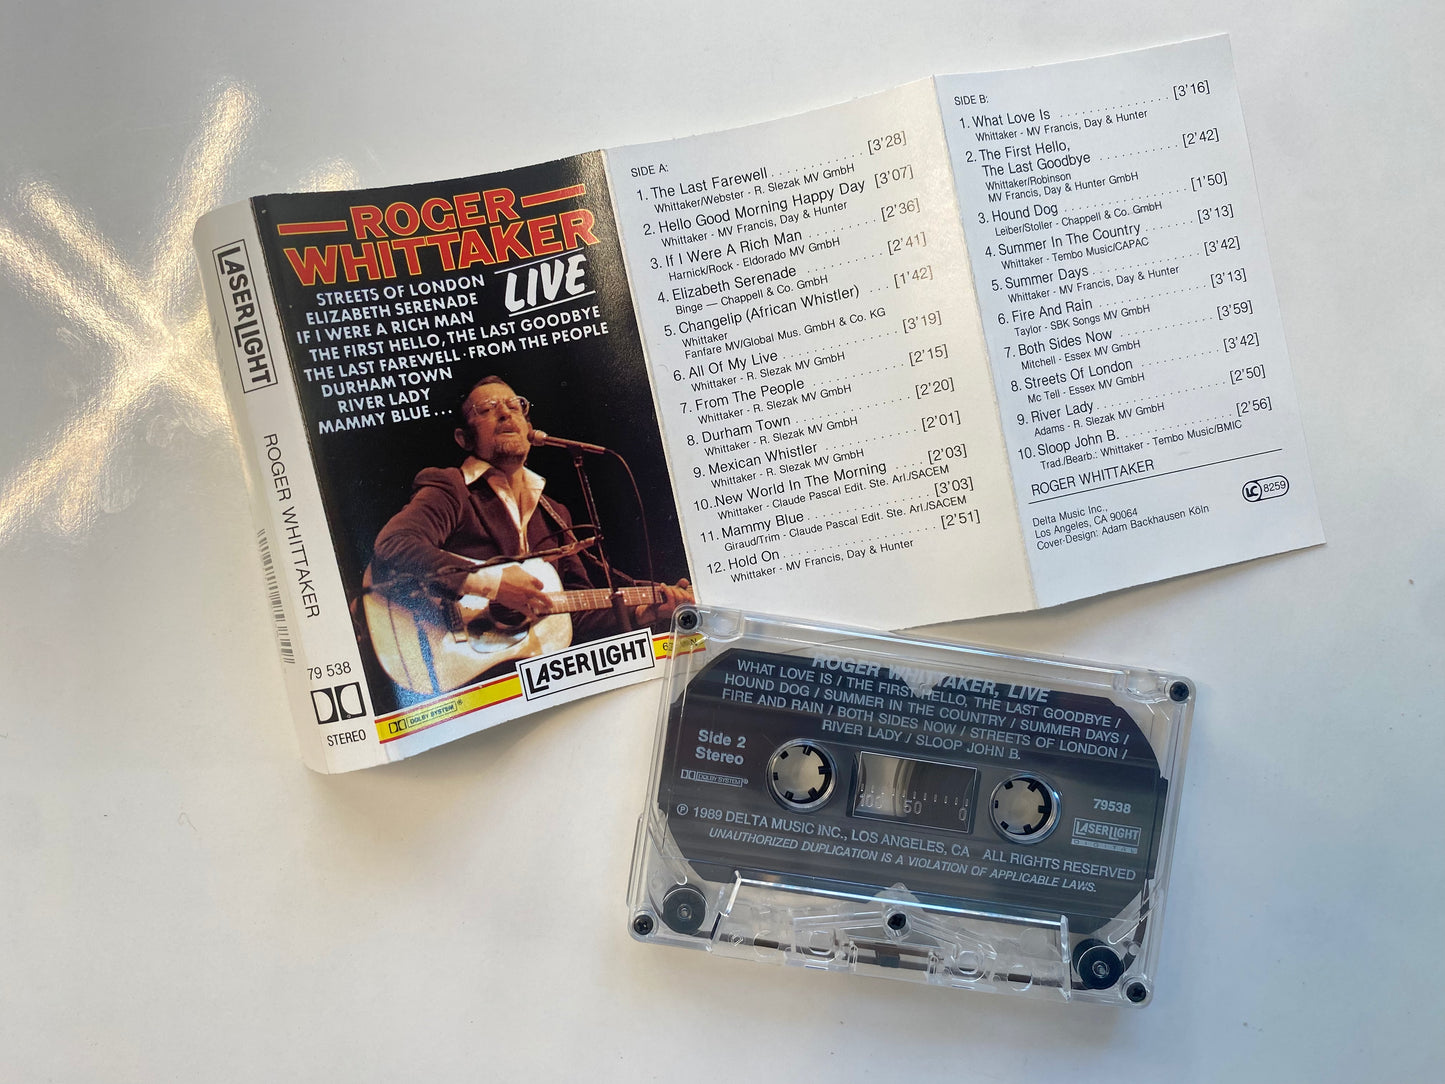 LASERLIGHT
ROGER WHITTAKER
79 538
STEREO
ROGER
WHITTAKER
LIVE
STREETS OF LONDON
ELIZABETH SERENADE
IF I WERE A RICH MAN
THE FIRST HELLO, THE LAST GOODBYE
THE LAST FAREWELL · FROM THE PEOPLE
DURHAM TOWN
RIVER LADY
MAMMY BLUE...
DOLBY SYSTEM®
LASERLIGHT
SIDE A:
1. The Last Farewell . . . . . . . . . . . [3'28]
Whittaker/Webster - R. Slezak MV GmbH
2. Hello Good Morning Happy Day [3'07]
Whittaker - MV Francis, Day & Hunter
3. If I Were A Rich Man . . . . . . . . . [2'36]
Harnick/Rock - Eldorado MV GmbH
4. Elizabeth Serenade . . . . . . . . . . [2'41]
Binge — Chappell & Co. GmbH
5. Changelip (African Whistler) . . . [1'42]
Whittaker
Fanfare MV/Global Mus. GmbH & Co. KG
6. All Of My Live . . . . . . . . . . . . . . [3'19]
Whittaker - R. Slezak MV GmbH
7. From The People . . . . . . . . . . . . [2'15]
Whittaker - R. Slezak MV GmbH
8. Durham Town . . . . . . . . . . . . . . [2'20]
Whittaker - R. Slezak MV GmbH
9. Mexican Whistler . . . . . . . . . . . . [2'01]
Whittaker - R. Slezak MV GmbH
10..New World In The Morning . . . . [2'03]
Whittaker - Claude Pascal Edit. Ste. Arl./SACEM
11. Mammy Blue . . . . . . . . . . . . . . . [3'03]
Giraud/Trim - Claude Pascal Edit. Ste. Arl./SACEM
12. Hold On . . . . . . . . . . . . . . . . . . [2'51]
Whittaker - MV Francis, Day & Hunter
SIDE B:
1. What Love Is . . . . . . . . . . . . . . . [3'16]
Whittaker - MV Francis, Day & Hunter
2. The First Hello,
The Last Goodbye . . . . . . . . . . . [2'42]
Whittaker/Robinson
MV Francis, Day & Hunter GmbH
3. Hound Dog . . . . . . . . . . . . . . . . [1'50]
Leiber/Stoller - Chappell & Co. GmbH
4. Summer In The Country . . . . . . . [3'13]
Whittaker - Tembo Music/CAPAC
5. Summer Days . . . . . . . . . . . . . . [3'42]
Whittaker - MV Francis, Day & Hunter
6. Fire And Rain . . . . . . . . . . . . . . . [3'13]
Taylor - SBK Songs MV GmbH
7. Both Sides Now . . . . . . . . . . . . . [3'59]
Mitchell - Essex MV GmbH
8. Streets Of London . . . . . . . . . . . [3'42]
Mc Tell - Essex MV GmbH
9. River Lady . . . . . . . . . . . . . . . . . [2'50]
Adams - R. Slezak MV GmbH
10. Sloop John B. . . . . . . . . . . . . . . [2'56]
Trad./Bearb.: Whittaker - Tembo Music/BMIC
ROGER WHITTAKER
LC 8259
Delta Music Inc.,
Los Angeles, CA 90064
Cover-Design: Adam Backhausen Köln
ROGER WHITTAKER, LIVE
WHAT LOVE IS / THE FIRST HELLO, THE LAST GOODBYE /
HOUND DOG / SUMMER IN THE COUNTRY / SUMMER DAYS /
FIRE AND RAIN / BOTH SIDES NOW / STREETS OF LONDON /
RIVER LADY / SLOOP JOHN B.
Side 2
Stereo
DOLBY SYSTEM®
100 50 0
79538
LASERLIGHT
DIGITAL
℗ 1989 DELTA MUSIC INC., LOS ANGELES, CA ALL RIGHTS RESERVED
UNAUTHORIZED DUPLICATION IS A VIOLATION OF APPLICABLE LAWS.